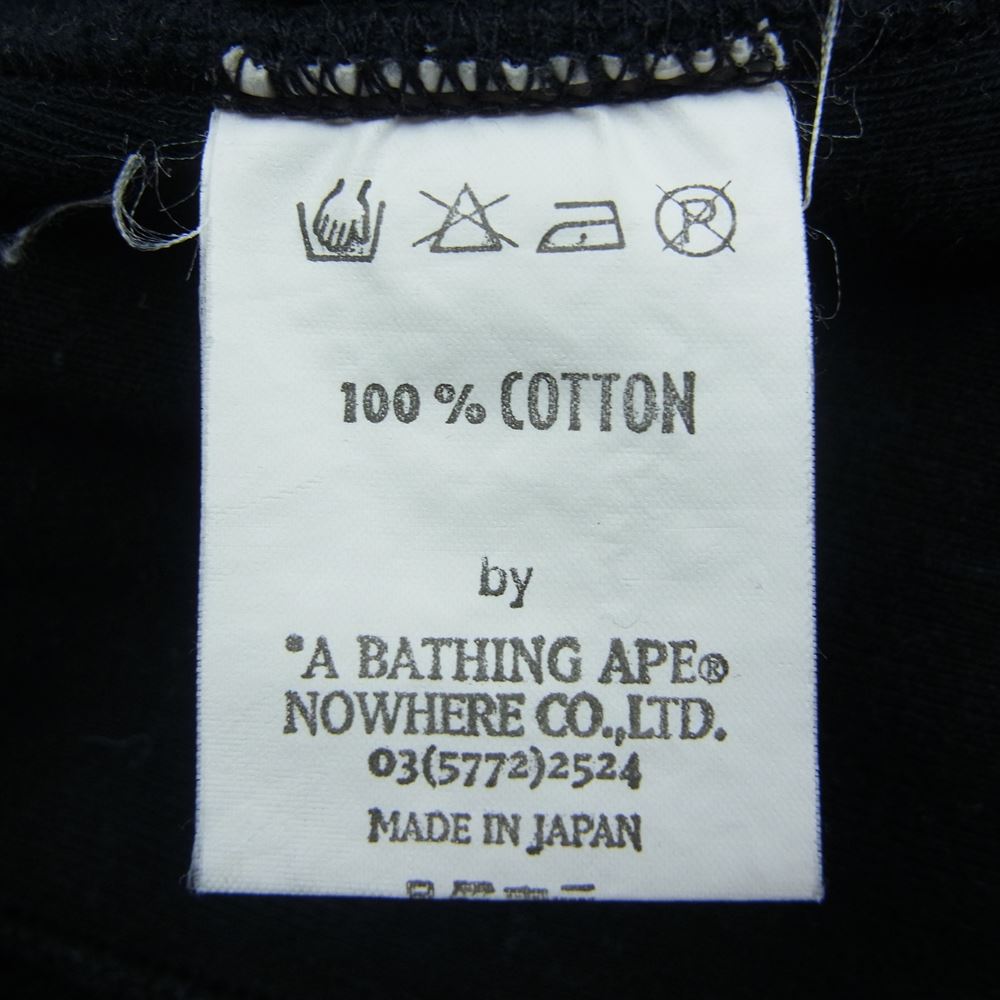 P
100 % COTTON
by
*A BATHING APE®
NOWHERE CO.,LTD.
03(5772)2524
MADE IN JAPAN